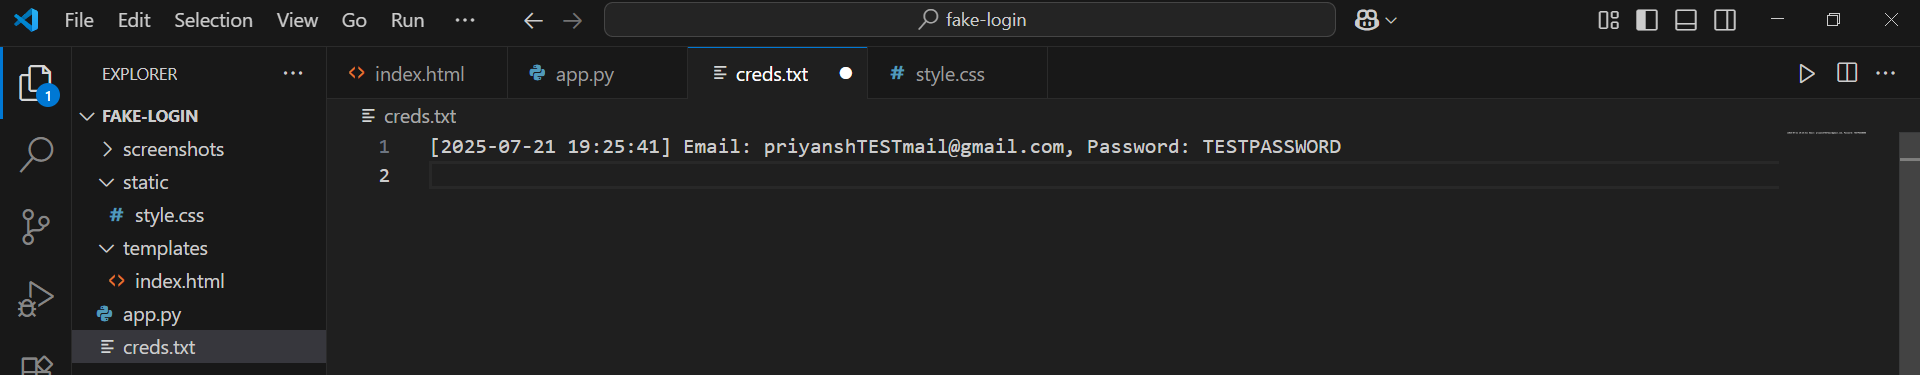 File Edit Selection View Go Run ··· fake-login
EXPLORER ···
index.html app.py creds.txt style.css
1
FAKE-LOGIN
screenshots
static
# style.css
templates
<> index.html
app.py
creds.txt
creds.txt
1 [2025-07-21 19:25:41] Email: priyanshTESTmail@gmail.com, Password: TESTPASSWORD
2